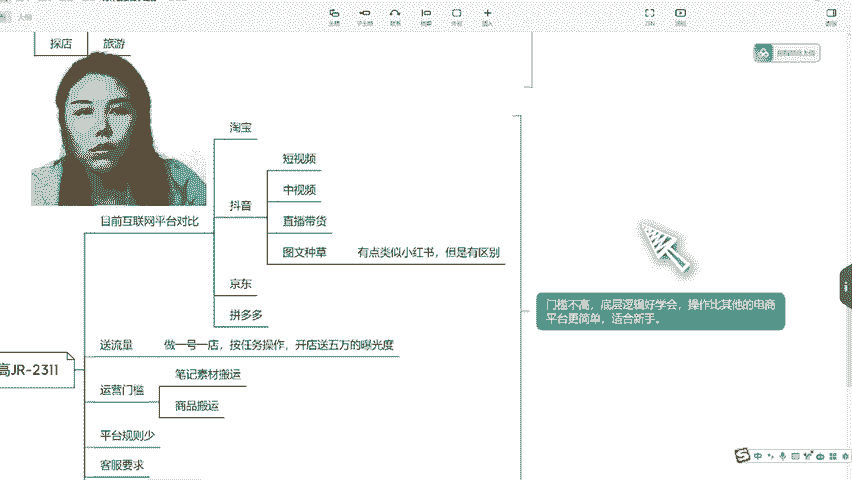 探店
旅游
淘宝
短视频
中视频
抖音
目前互联网平台对比
直播带货
图文种草
有点类似小红书，但是有区别
京东
门槛不高，底层逻辑好学会，操作比其他的电商
平台更简单，适合新手。
拼多多
送流量
做一号一店，按任务操作，开店送五万的曝光度
高JR-2311
笔记素材搬运
运营门槛
商品搬运
平台规则少
客服要求
中